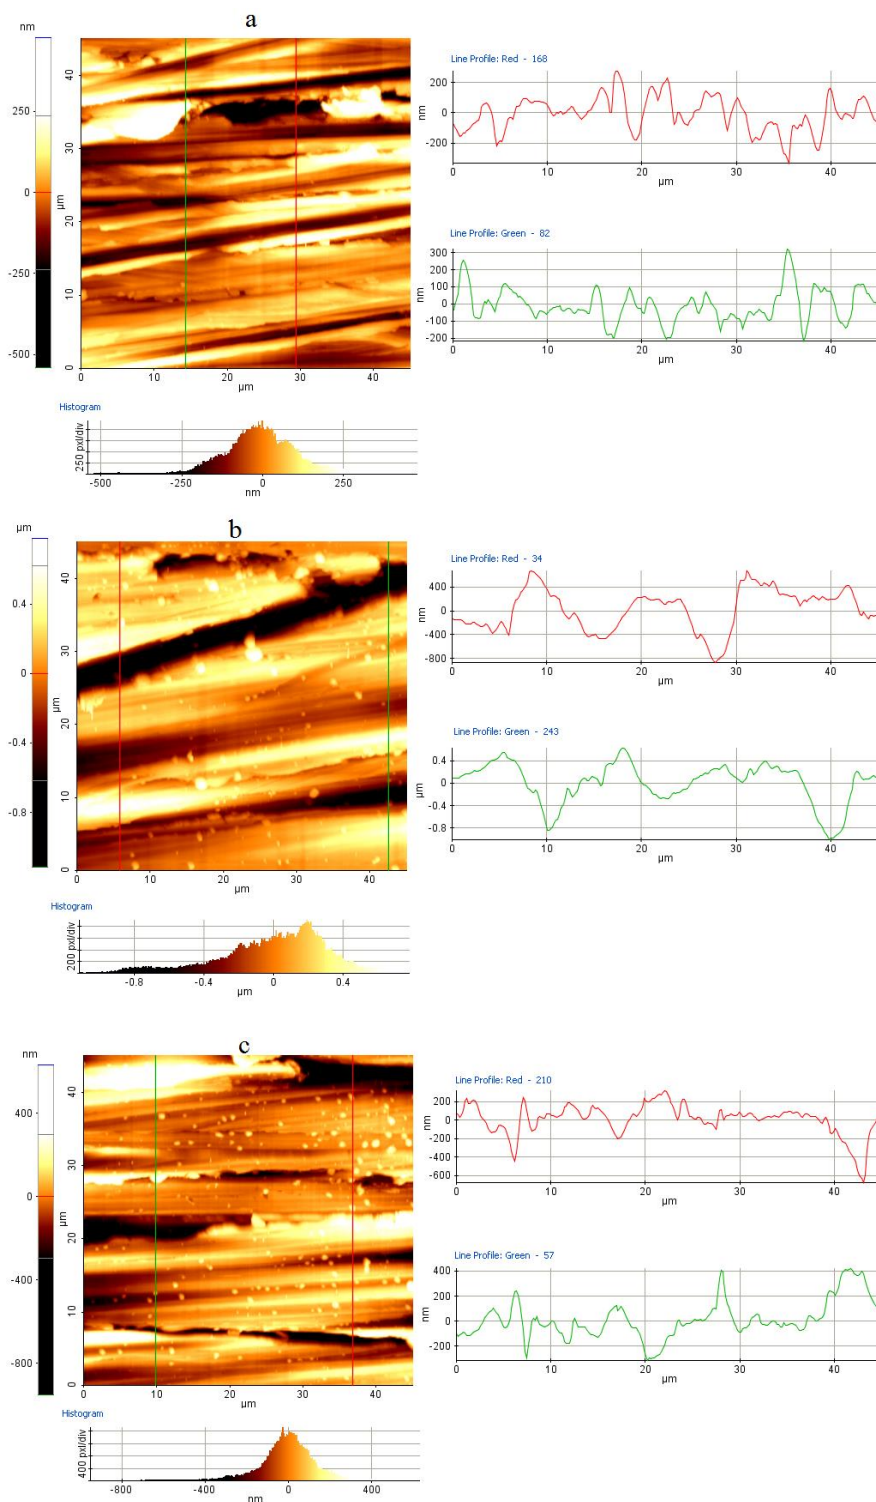 a
nm
250
0
-250
-500
µm
40
30
20
10
0
0 10 20 30 40
µm
Line Profile: Red - 168
nm
200
0
-200
0 10 20 30 40
µm
Line Profile: Green - 82
nm
300
200
100
0
-100
200
0 10 20 30 40
µm
Histogram
250 pxl/div
-500 -250 0 250
nm
b
µm
0.4
0
-0.4
-0.8
µm
40
30
20
10
0
0 10 20 30 40
µm
Line Profile: Red - 34
nm
400
0
-400
-800
0 10 20 30 40
µm
Line Profile: Green - 243
µm
0.4
0
-0.4
-0.8
0 10 20 30 40
µm
Histogram
200 pxl/div
-0.8 -0.4 0 0.4
µm
c
nm
400
0
-400
-800
µm
40
30
20
10
0
0 10 20 30 40
µm
Line Profile: Red - 210
nm
200
0
-200
-400
-600
0 10 20 30 40
µm
Line Profile: Green - 57
nm
400
200
0
-200
0 10 20 30 40
µm
Histogram
400 pxl/div
-800 -400 0 400
nm